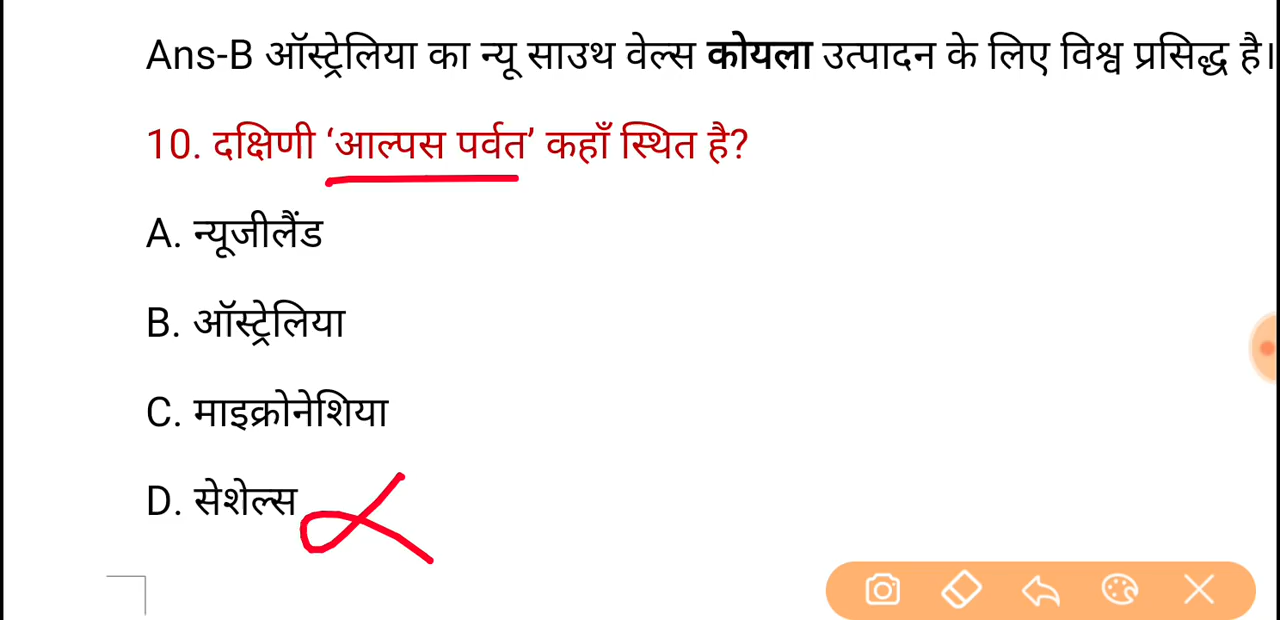 Ans-B ऑस्ट्रेलिया का न्यू साउथ वेल्स कोयला उत्पादन के लिए विश्व प्रसिद्ध है।
10. दक्षिणी ‘आल्पस पर्वत’ कहाँ स्थित है?
A. न्यूजीलैंड
B. ऑस्ट्रेलिया
C. माइक्रोनेशिया
D. सेशेल्स